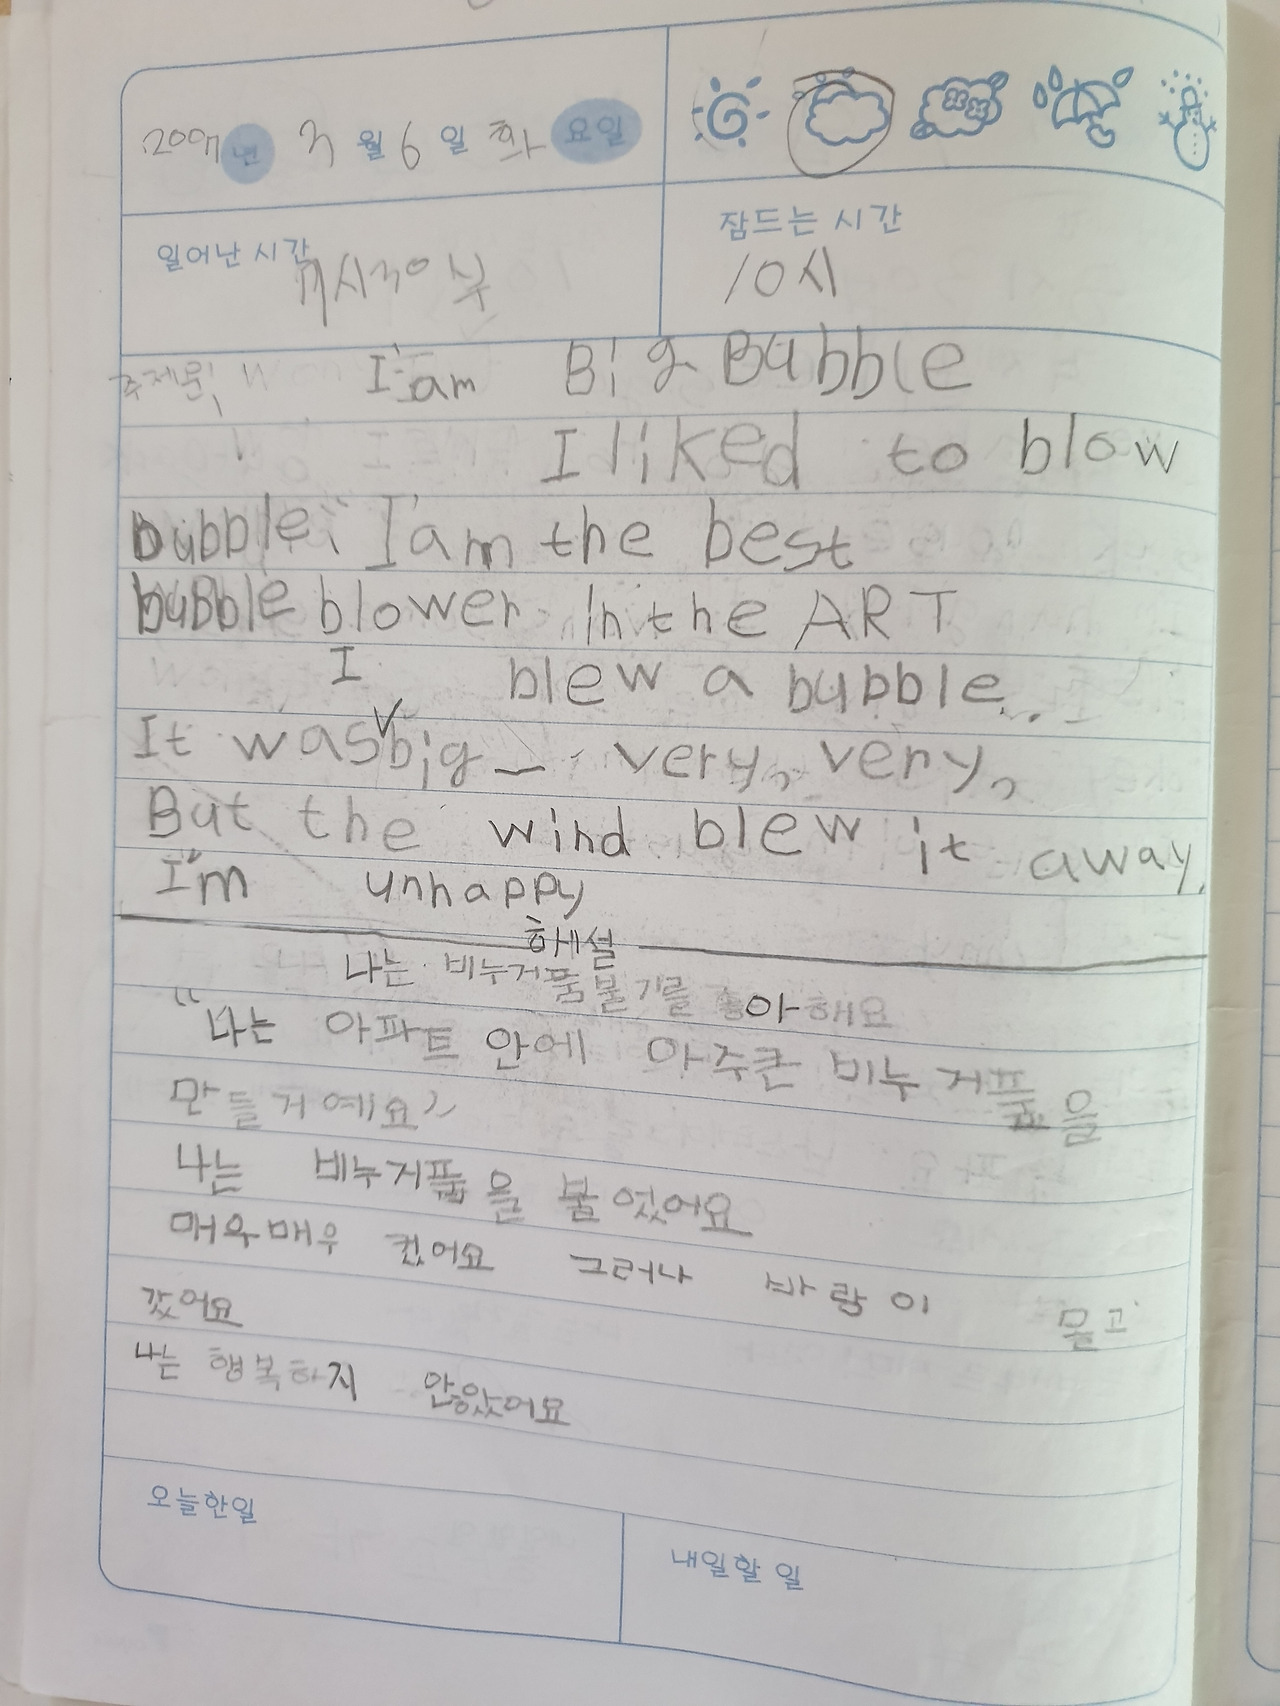 2007년 3월 6일 화요일
일어난 시간 7시30분
잠드는 시간
10시
주제문, I'am Big Bubble
I liked to blow
bubble." I'am the best
buBble blower In the ART
I blew a bubble..
It was big — very, very,
But the wind blew it away.
I'm unhappy
해설
나는 비누거품불기를 좋아해요
"나는 아파트 안에 아주큰 비누거품을
만들거예요"
나는 비누거품을 불었어요
매우매우 컸어요 그러나 바람이 몰고
갔어요
나는 행복하지 않았어요
오늘한일
내일할 일